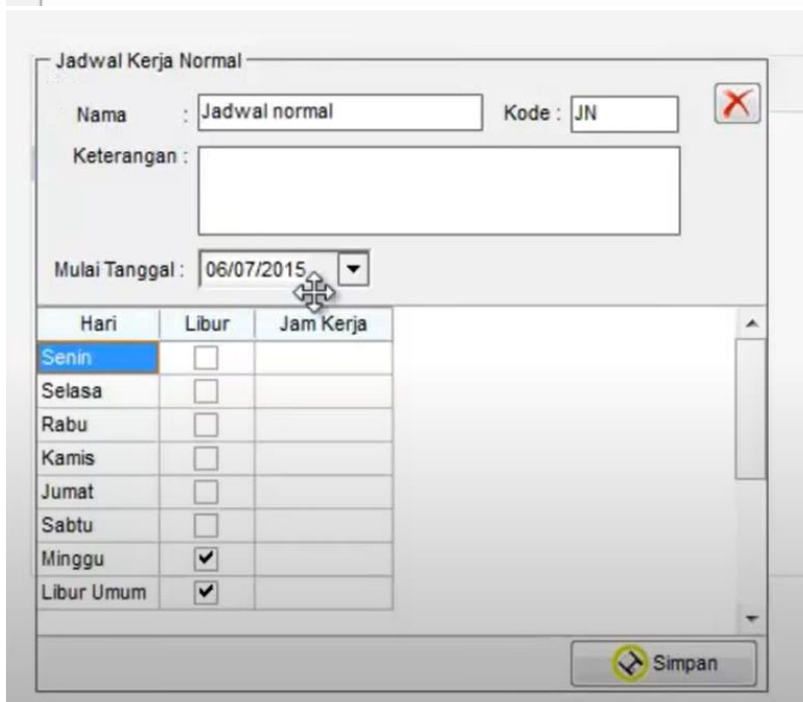 Jadwal Kerja Normal
Nama : Jadwal normal Kode : JN
Keterangan :
Mulai Tanggal : 06/07/2015
Hari Libur Jam Kerja
Senin
Selasa
Rabu
Kamis
Jumat
Sabtu
Minggu
Libur Umum
Simpan